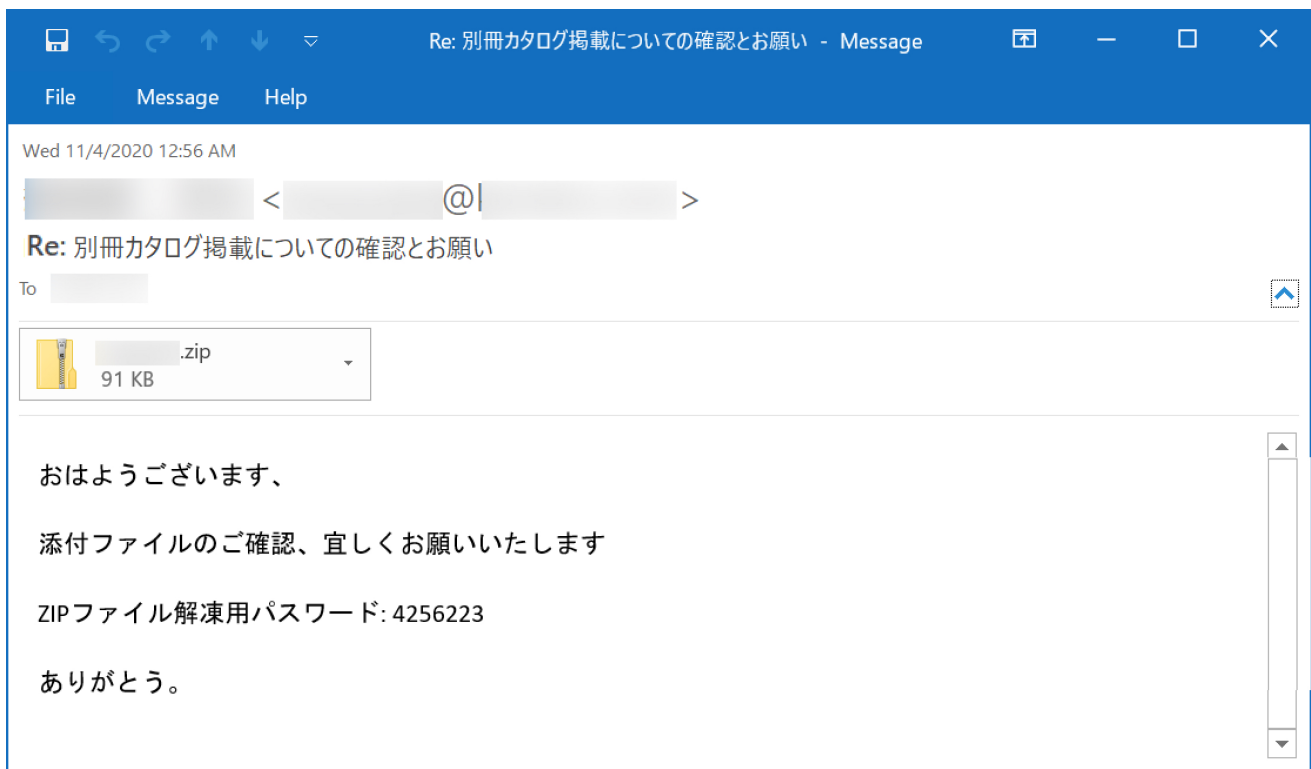 Re: 別冊カタログ掲載についての確認とお願い - Message
File Message Help
Wed 11/4/2020 12:56 AM
< @ >
Re: 別冊カタログ掲載についての確認とお願い
To
.zip
91 KB
おはようございます、
添付ファイルのご確認、宜しくお願いいたします
ZIPファイル解凍用パスワード: 4256223
ありがとう。